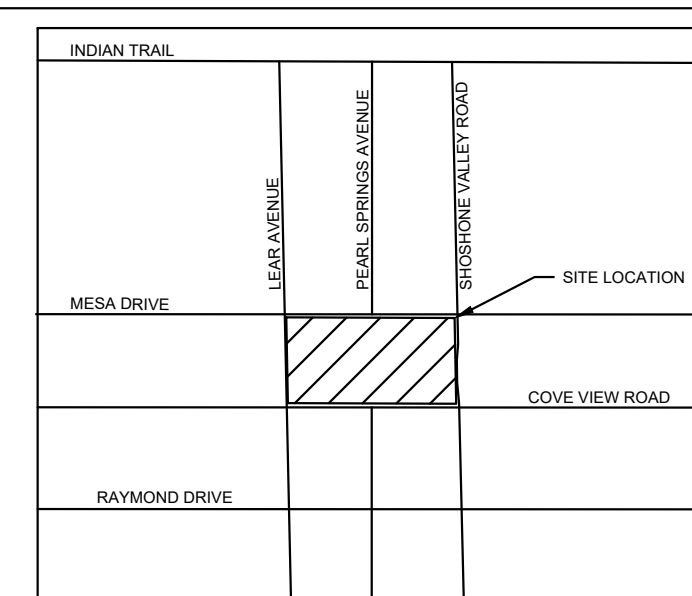 INDIAN TRAIL
LEAR AVENUE
PEARL SPRINGS AVENUE
SHOSHONE VALLEY ROAD
SITE LOCATION
MESA DRIVE
COVE VIEW ROAD
RAYMOND DRIVE